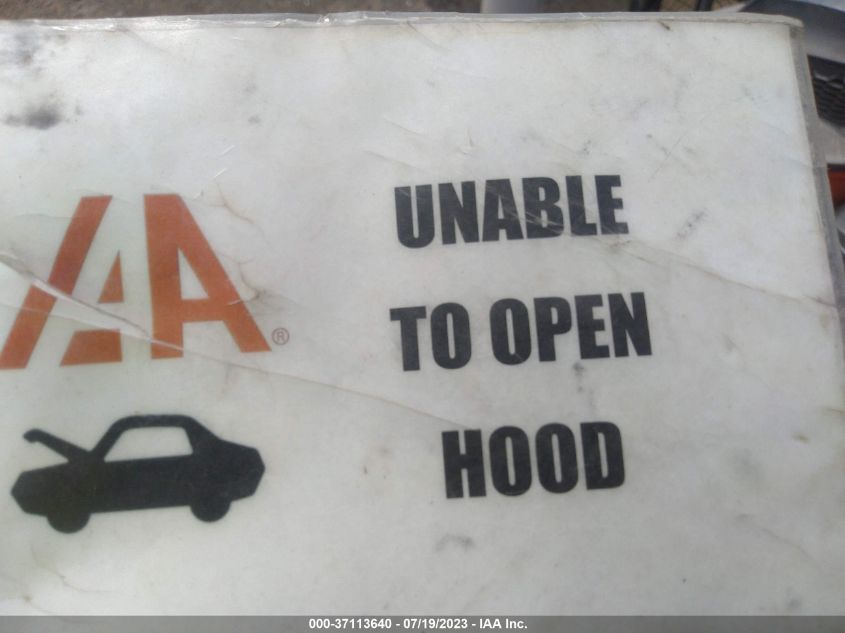 IAA®
UNABLE
TO OPEN
HOOD
000-37113640 - 07/19/2023 - IAA Inc.